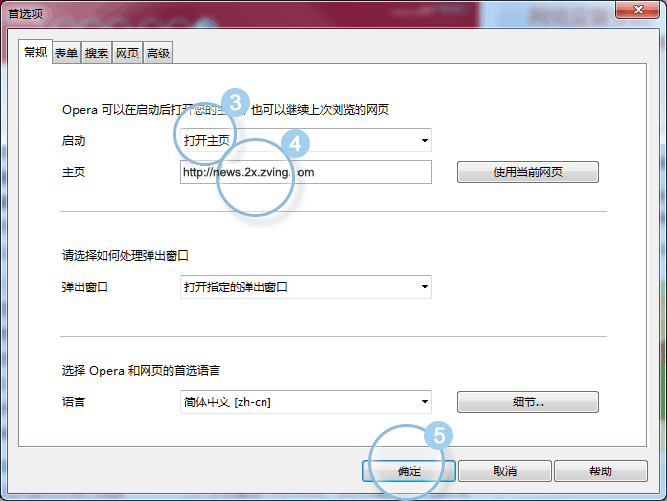 首选项
常规 表单 搜索 网页 高级
Opera 可以在启动后打开您的主 也可以继续上次浏览的网页
3
启动 打开主页
4
主页 http://news.2x.zving. om 使用当前网页
请选择如何处理弹出窗口
弹出窗口 打开指定的弹出窗口
选择 Opera 和网页的首选语言
语言 简体中文 [zh-cn] 细节...
5
确定 取消 帮助